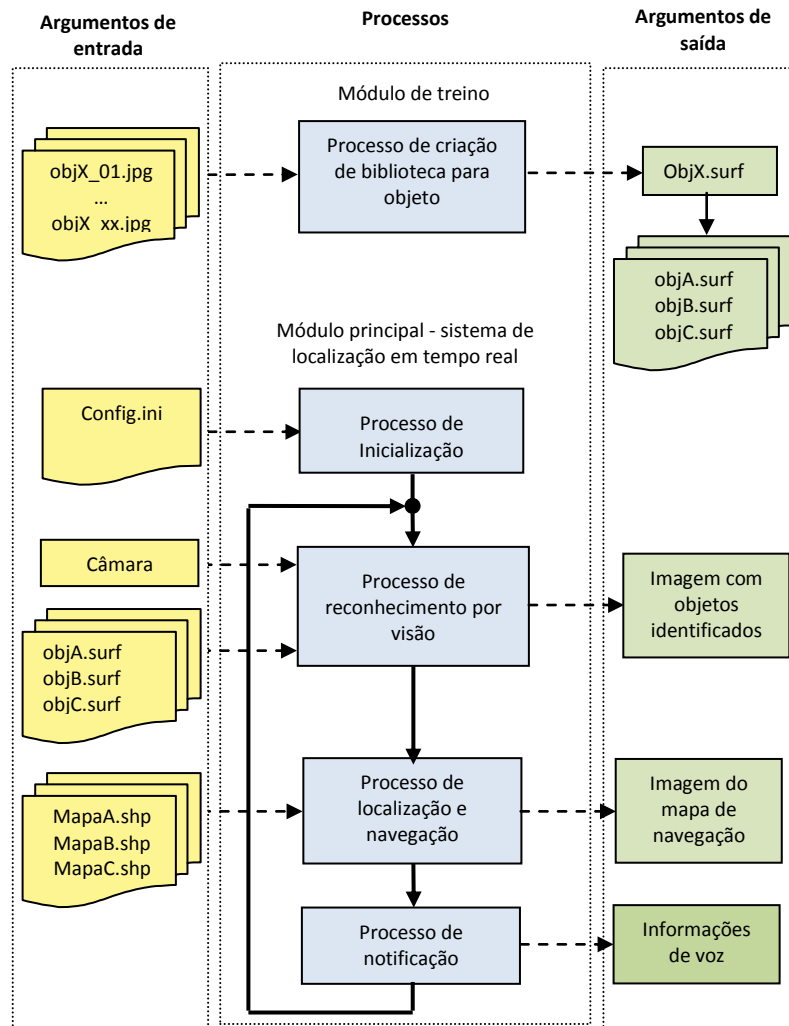 Argumentos de
entrada
Processos
Argumentos de
saída
Módulo de treino
objX_01.jpg
...
objX_xx.jpg
Processo de criação
de biblioteca para
objeto
ObjX.surf
objA.surf
objB.surf
objC.surf
Módulo principal - sistema de
localização em tempo real
Config.ini
Processo de
Inicialização
Câmara
objA.surf
objB.surf
objC.surf
Processo de
reconhecimento por
visão
Imagem com
objetos
identificados
MapaA.shp
MapaB.shp
MapaC.shp
Processo de
localização e
navegação
Imagem do
mapa de
navegação
Processo de
notificação
Informações
de voz